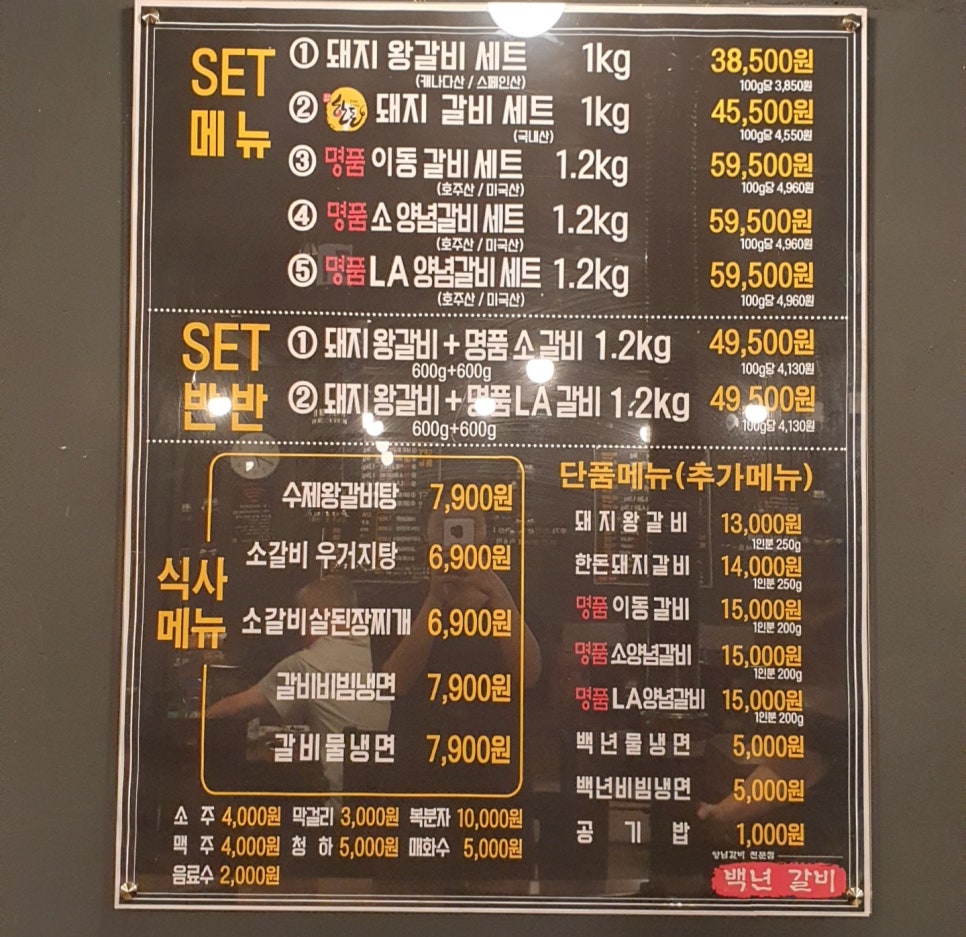 SET 메뉴
① 돼지 왕갈비 세트 1kg 38,500원
(캐나다산 / 스페인산) 100g당 3,850원
② 한돈 돼지 갈비 세트 1kg 45,500원
(국내산) 100g당 4,550원
③ 명품 이동 갈비 세트 1.2kg 59,500원
(호주산 / 미국산) 100g당 4,960원
④ 명품 소 양념갈비 세트 1.2kg 59,500원
(호주산 / 미국산) 100g당 4,960원
⑤ 명품 LA 양념갈비 세트 1.2kg 59,500원
(호주산 / 미국산) 100g당 4,960원
SET 반반
① 돼지 왕갈비 + 명품 소 갈비 1.2kg 49,500원
600g+600g 100g당 4,130원
② 돼지 왕갈비 + 명품 LA 갈비 1.2kg 49,500원
600g+600g 100g당 4,130원
식사 메뉴
수제왕갈비탕 7,900원
소갈비 우거지탕 6,900원
소갈비살된장찌개 6,900원
갈비비빔냉면 7,900원
갈비물냉면 7,900원
단품메뉴(추가메뉴)
돼지왕갈비 13,000원
1인분 250g
한돈돼지갈비 14,000원
1인분 250g
명품 이동갈비 15,000원
1인분 200g
명품 소양념갈비 15,000원
1인분 200g
명품 LA양념갈비 15,000원
1인분 200g
백년물냉면 5,000원
백년비빔냉면 5,000원
공기밥 1,000원
소주 4,000원 막걸리 3,000원 복분자 10,000원
맥주 4,000원 청하 5,000원 매화수 5,000원
음료수 2,000원
양념갈비 전문점
백년 갈비